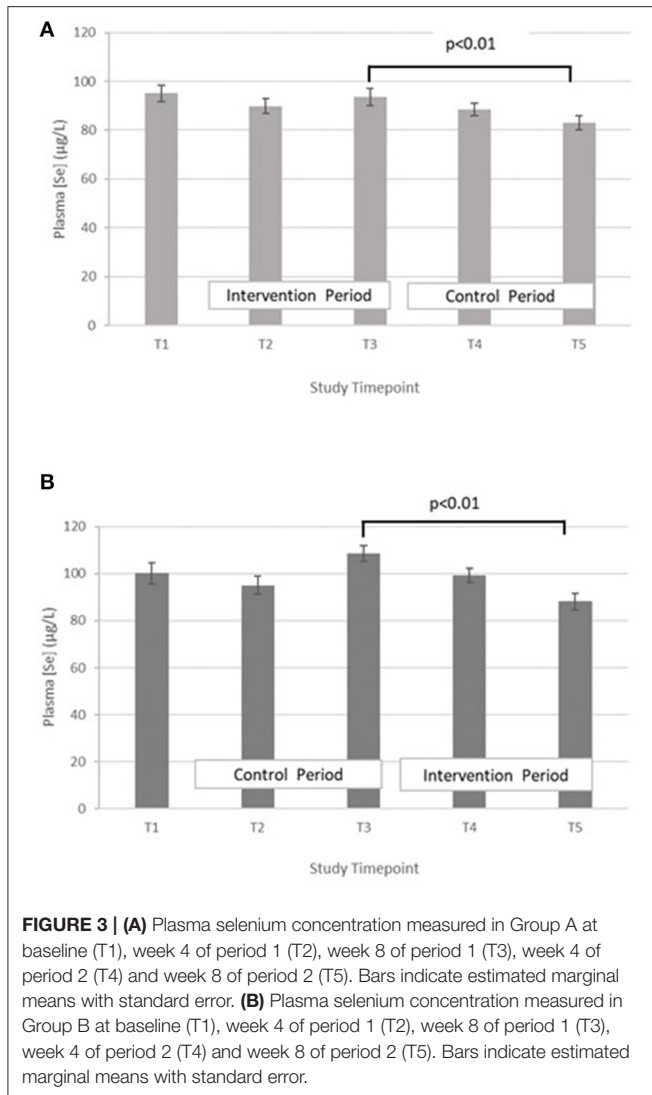 A
120
100
80
60
40
20
0
Plasma [Se] (µg/L)
p<0.01
Intervention Period
Control Period
T1
T2
T3
T4
T5
Study Timepoint
B
120
100
80
60
40
20
0
Plasma [Se] (µg/L)
p<0.01
Control Period
Intervention Period
T1
T2
T3
T4
T5
Study Timepoint
FIGURE 3 | (A) Plasma selenium concentration measured in Group A at
baseline (T1), week 4 of period 1 (T2), week 8 of period 1 (T3), week 4 of
period 2 (T4) and week 8 of period 2 (T5). Bars indicate estimated marginal
means with standard error. (B) Plasma selenium concentration measured in
Group B at baseline (T1), week 4 of period 1 (T2), week 8 of period 1 (T3),
week 4 of period 2 (T4) and week 8 of period 2 (T5). Bars indicate estimated
marginal means with standard error.